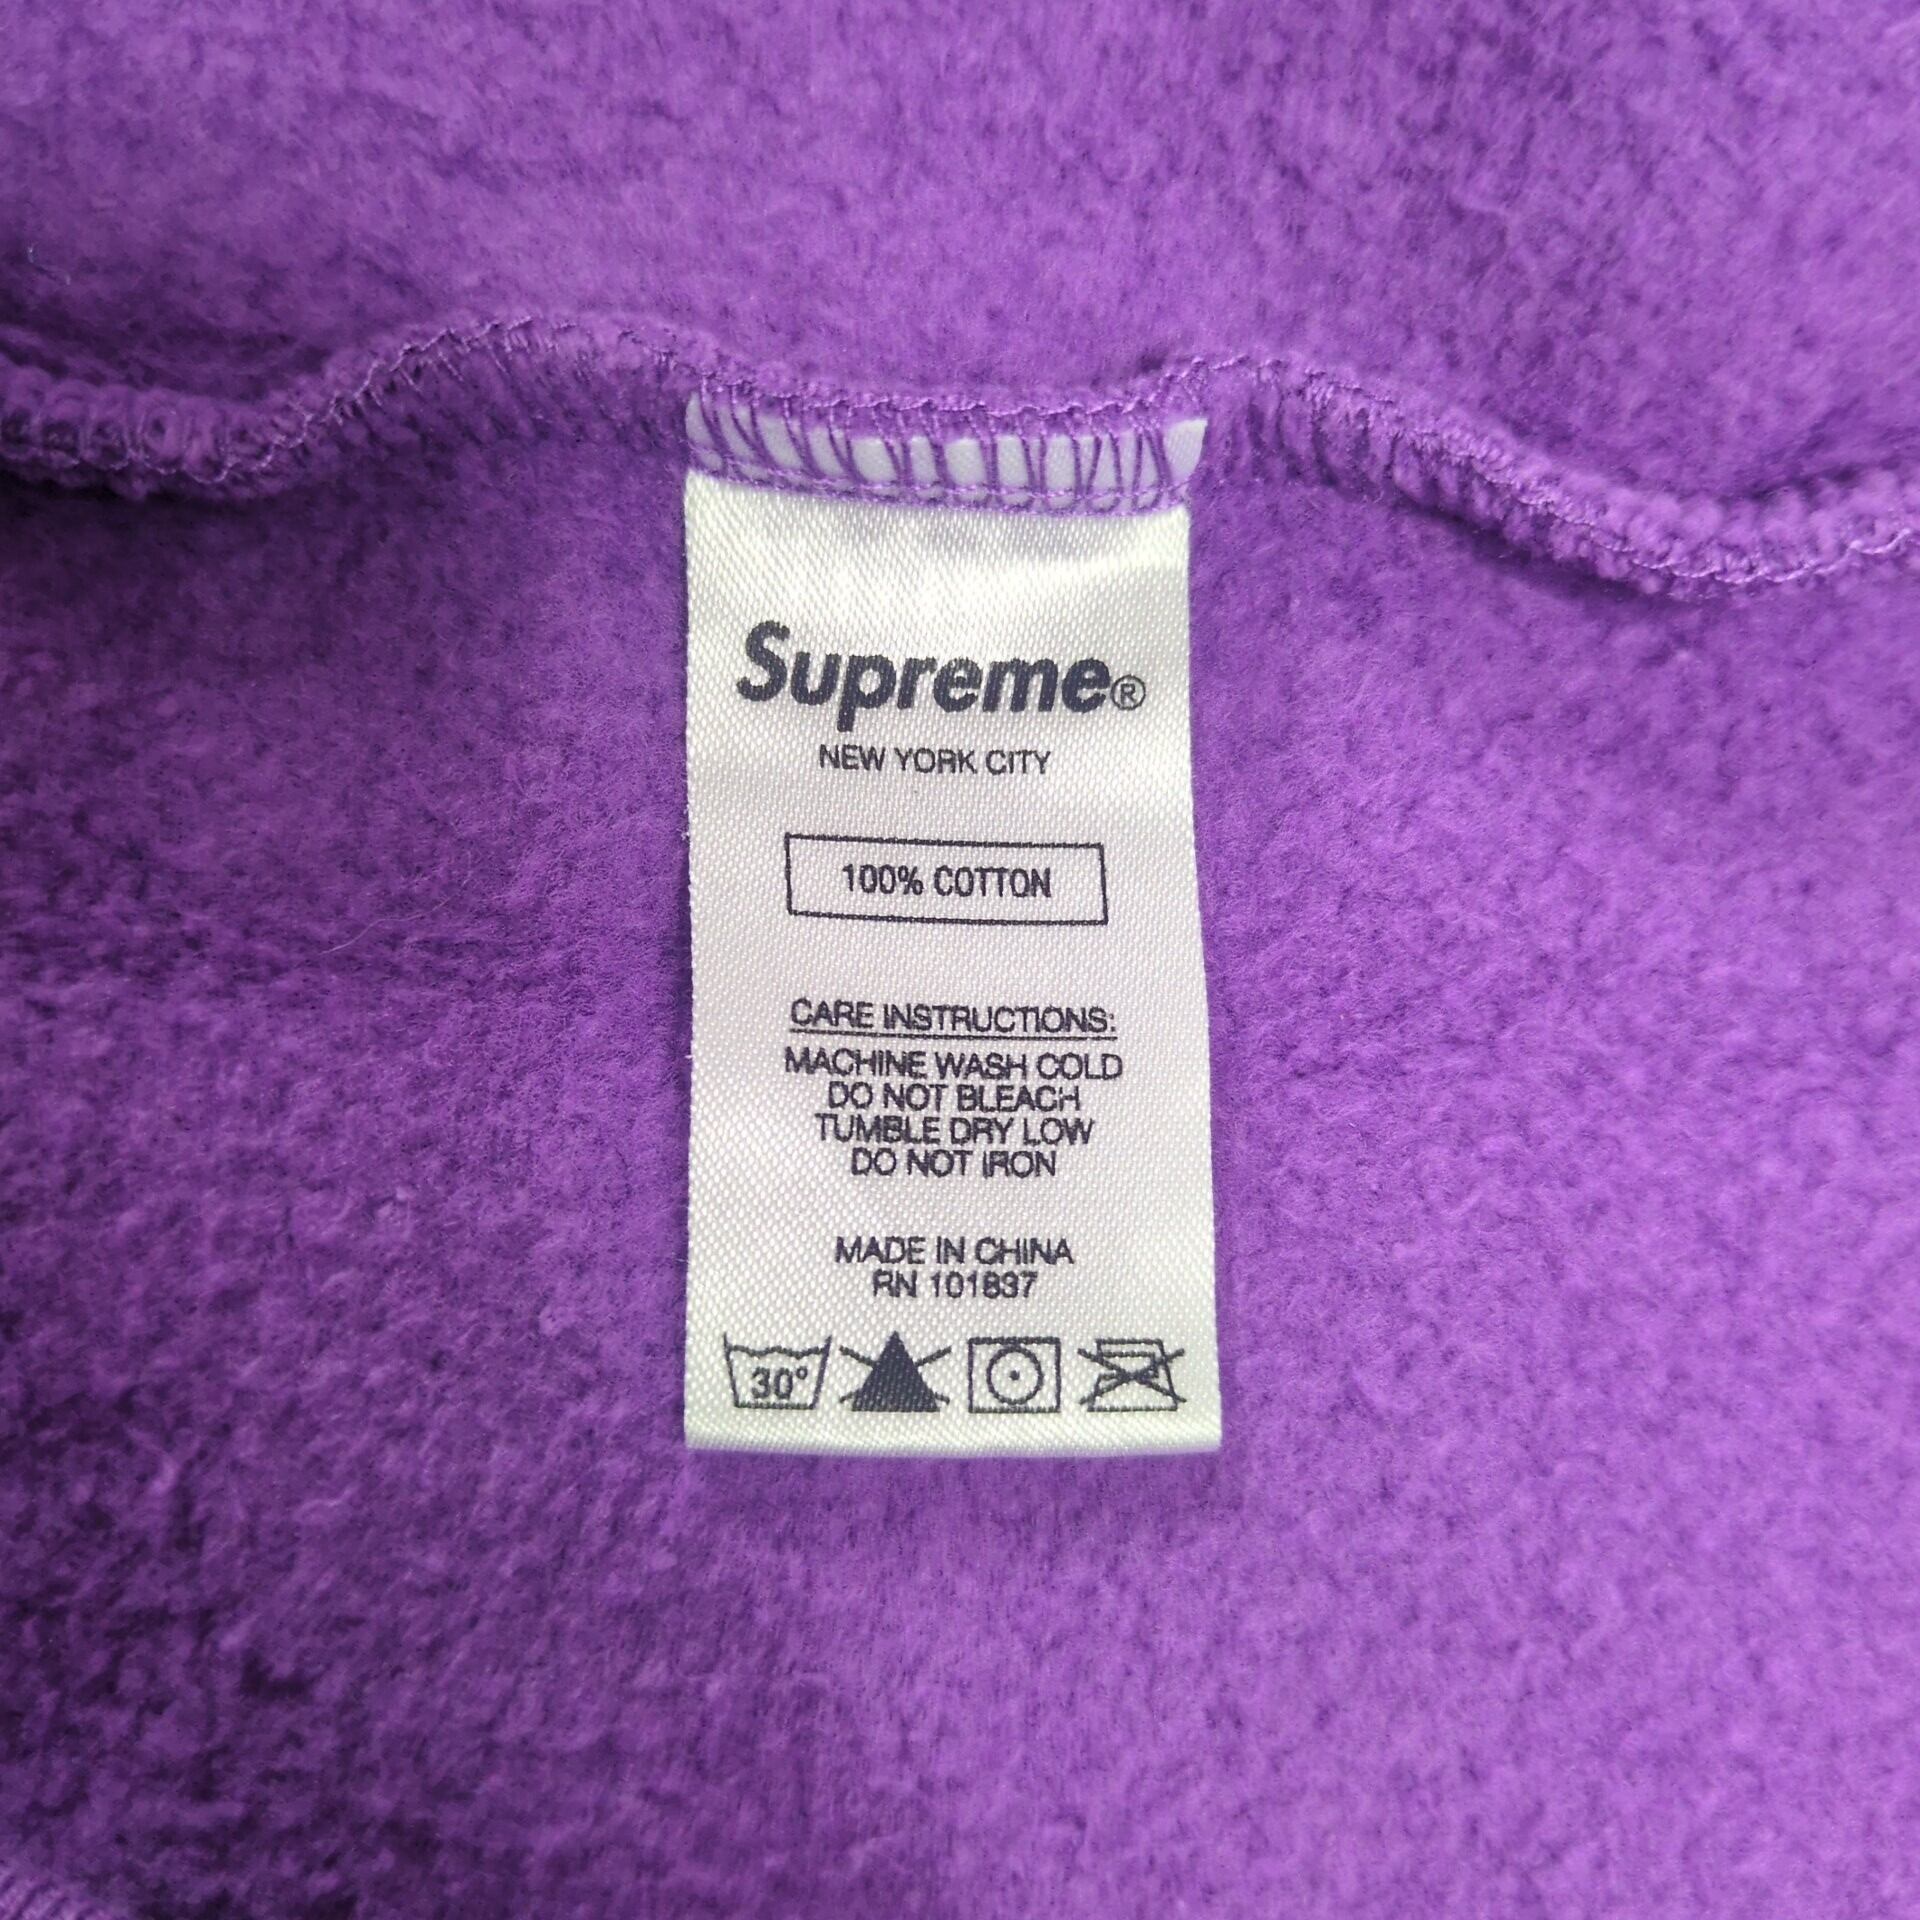 Supreme®
NEW YORK CITY
100% COTTON
CARE INSTRUCTIONS:
MACHINE WASH COLD
DO NOT BLEACH
TUMBLE DRY LOW
DO NOT IRON
MADE IN CHINA
RN 101837
30°